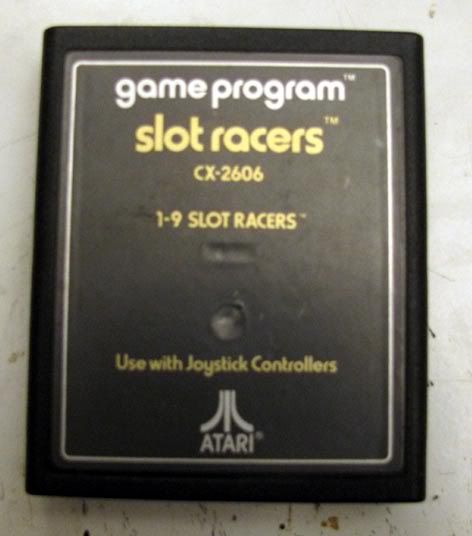 game program™
slot racers™
CX-2606
1-9 SLOT RACERS™
Use with Joystick Controllers
ATARI®